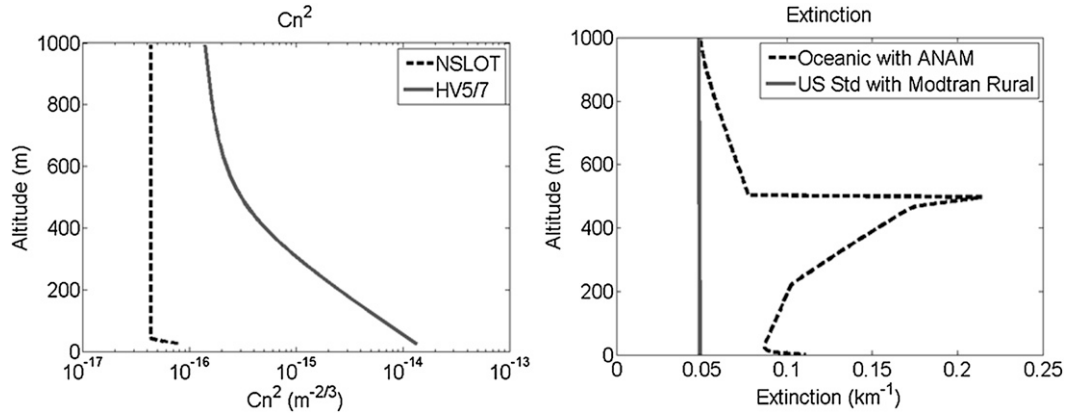 Cn²
1000
800
600
400
200
0
Altitude (m)
NSLOT
HV5/7
10⁻¹⁷
10⁻¹⁶
10⁻¹⁵
10⁻¹⁴
10⁻¹³
Cn² (m⁻²/³)
Extinction
1000
800
600
400
200
0
Altitude (m)
Oceanic with ANAM
US Std with Modtran Rural
0
0.05
0.1
0.15
0.2
0.25
Extinction (km⁻¹)